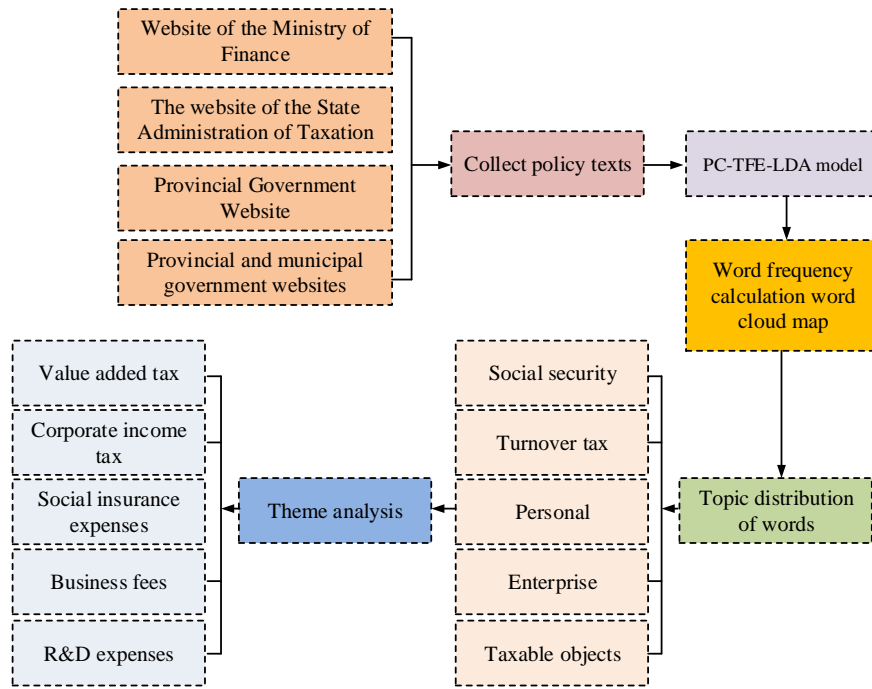 Website of the Ministry of
Finance
The website of the State
Administration of Taxation
Provincial Government
Website
Provincial and municipal
government websites
Collect policy texts
PC-TFE-LDA model
Word frequency
calculation word
cloud map
Topic distribution
of words
Social security
Turnover tax
Personal
Enterprise
Taxable objects
Theme analysis
Value added tax
Corporate income
tax
Social insurance
expenses
Business fees
R&D expenses